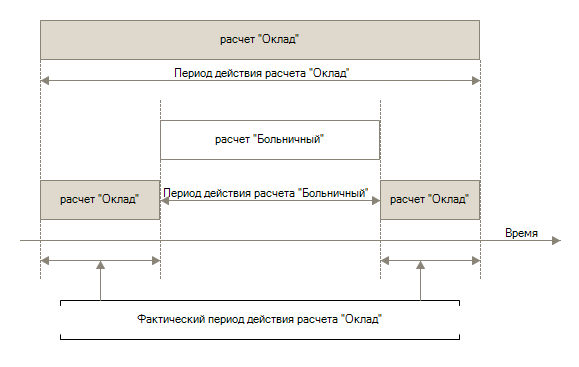 расчет "Оклад"
Период действия расчета "Оклад"
расчет "Больничный"
расчет "Оклад"
Период действия расчета "Больничный"
расчет "Оклад"
Время
Фактический период действия расчета "Оклад"